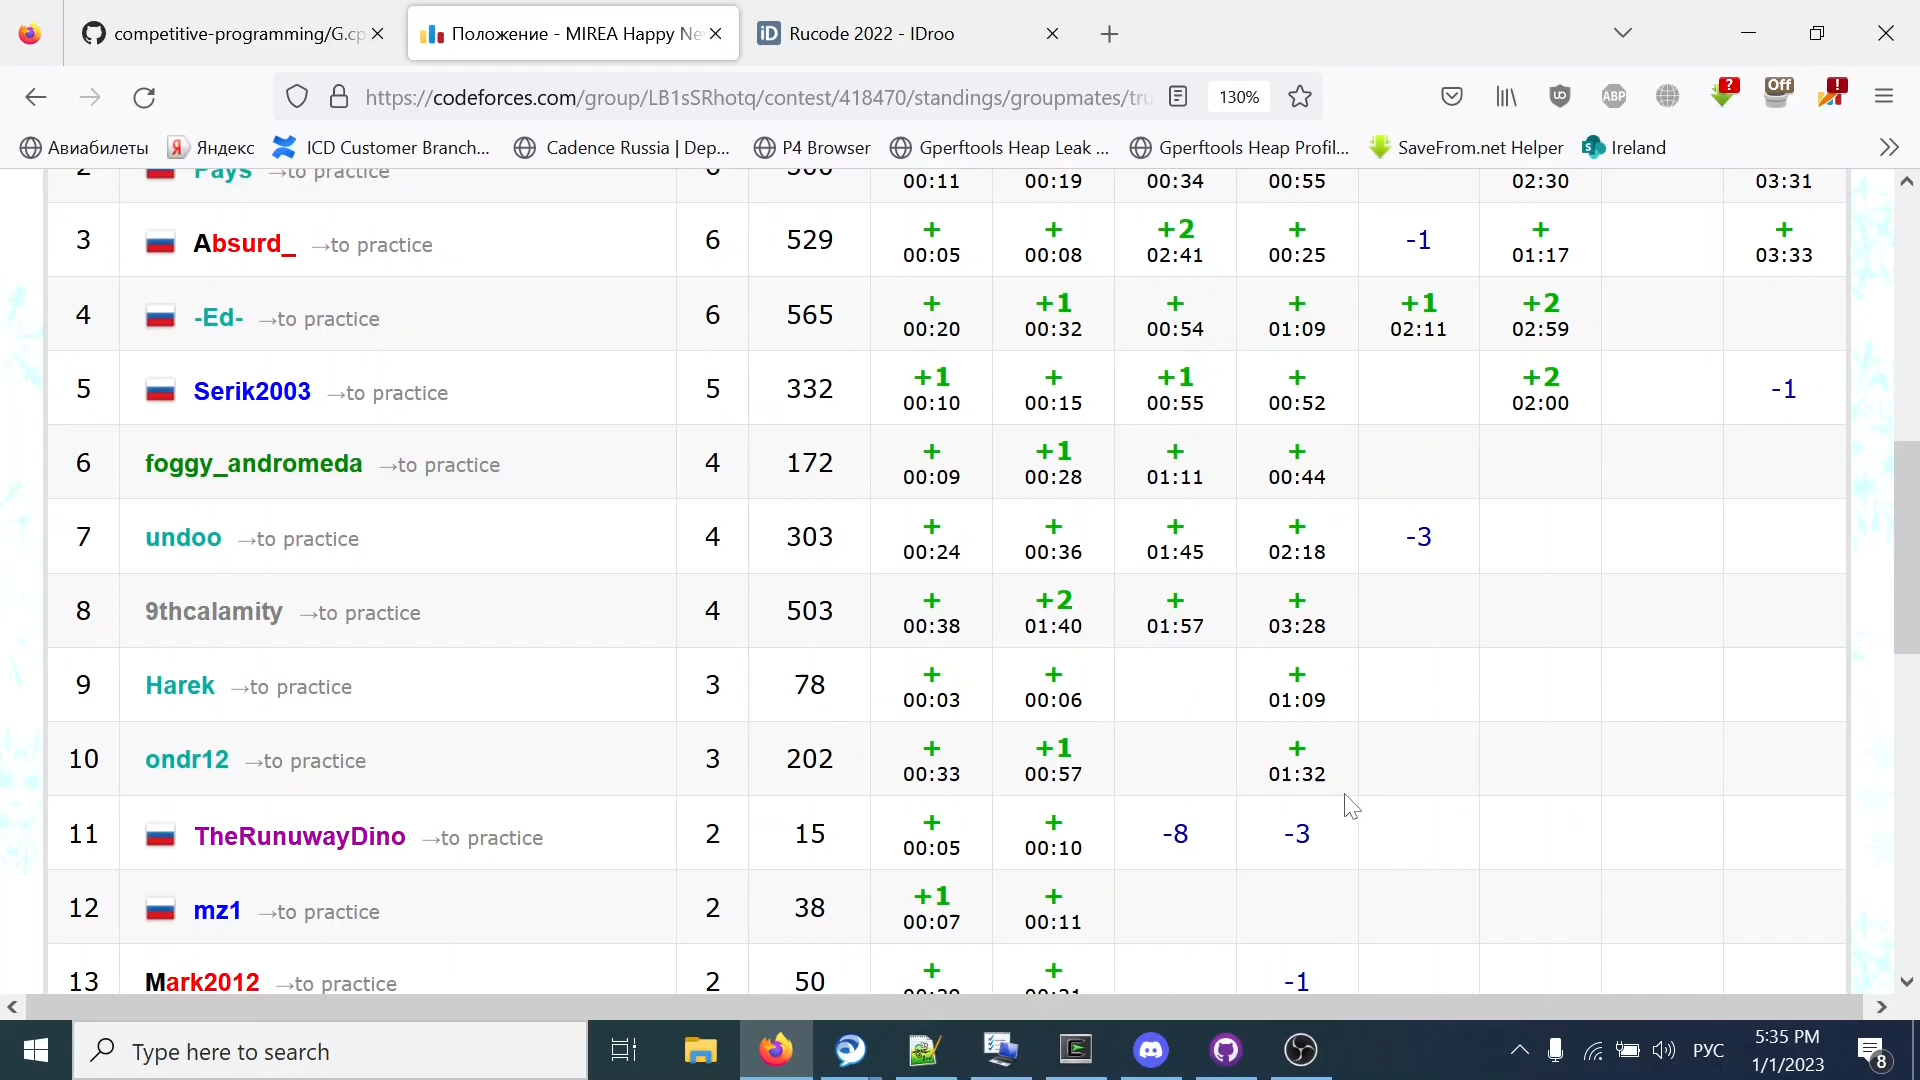 competitive-programming/G.cp
Положение - MIREA Happy Ne
Rucode 2022 - IDroo
https://codeforces.com/group/LB1sSRhotq/contest/418470/standings/groupmates/tru
130%
ABP
?
Off
!
Авиабилеты
Яндекс
ICD Customer Branch...
Cadence Russia | Dep...
P4 Browser
Gperftools Heap Leak ...
Gperftools Heap Profil...
SaveFrom.net Helper
Ireland
2 Pays →to practice 00:11 00:19 00:34 00:55 02:30 03:31
3 Absurd_ →to practice 6 529 + + +2 + -1 + +
00:05 00:08 02:41 00:25 01:17 03:33
4 -Ed- →to practice 6 565 + +1 + + +1 +2
00:20 00:32 00:54 01:09 02:11 02:59
5 Serik2003 →to practice 5 332 +1 + +1 + +2 -1
00:10 00:15 00:55 00:52 02:00
6 foggy_andromeda →to practice 4 172 + +1 + +
00:09 00:28 01:11 00:44
7 undoo →to practice 4 303 + + + + -3
00:24 00:36 01:45 02:18
8 9thcalamity →to practice 4 503 + +2 + +
00:38 01:40 01:57 03:28
9 Harek →to practice 3 78 + + +
00:03 00:06 01:09
10 ondr12 →to practice 3 202 + +1 +
00:33 00:57 01:32
11 TheRunuwayDino →to practice 2 15 + + -8 -3
00:05 00:10
12 mz1 →to practice 2 38 +1 +
00:07 00:11
13 Mark2012 →to practice 2 50 + + -1
Type here to search
РУС
5:35 PM
1/1/2023
8